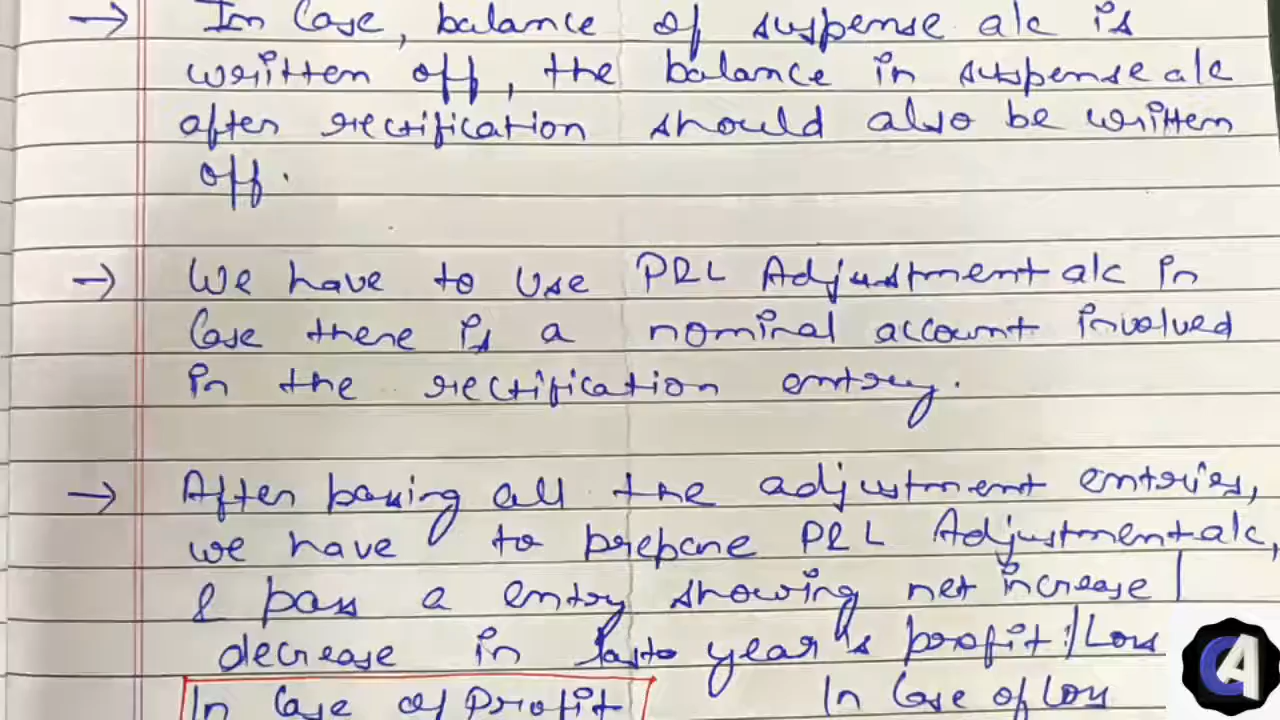 → In Case, balance of suspense a/c is
written off, the balance in suspense a/c
after rectification should also be written
off.
→ We have to use P&L Adjustment a/c in
Case there is a nominal account involved
in the rectification entry.
→ After passing all the adjustment entries,
we have to prepare P&L Adjustment a/c,
& pass a entry showing net increase/
decrease in last year's profit/Loss
In Case of Profit In Case of Loss
CA